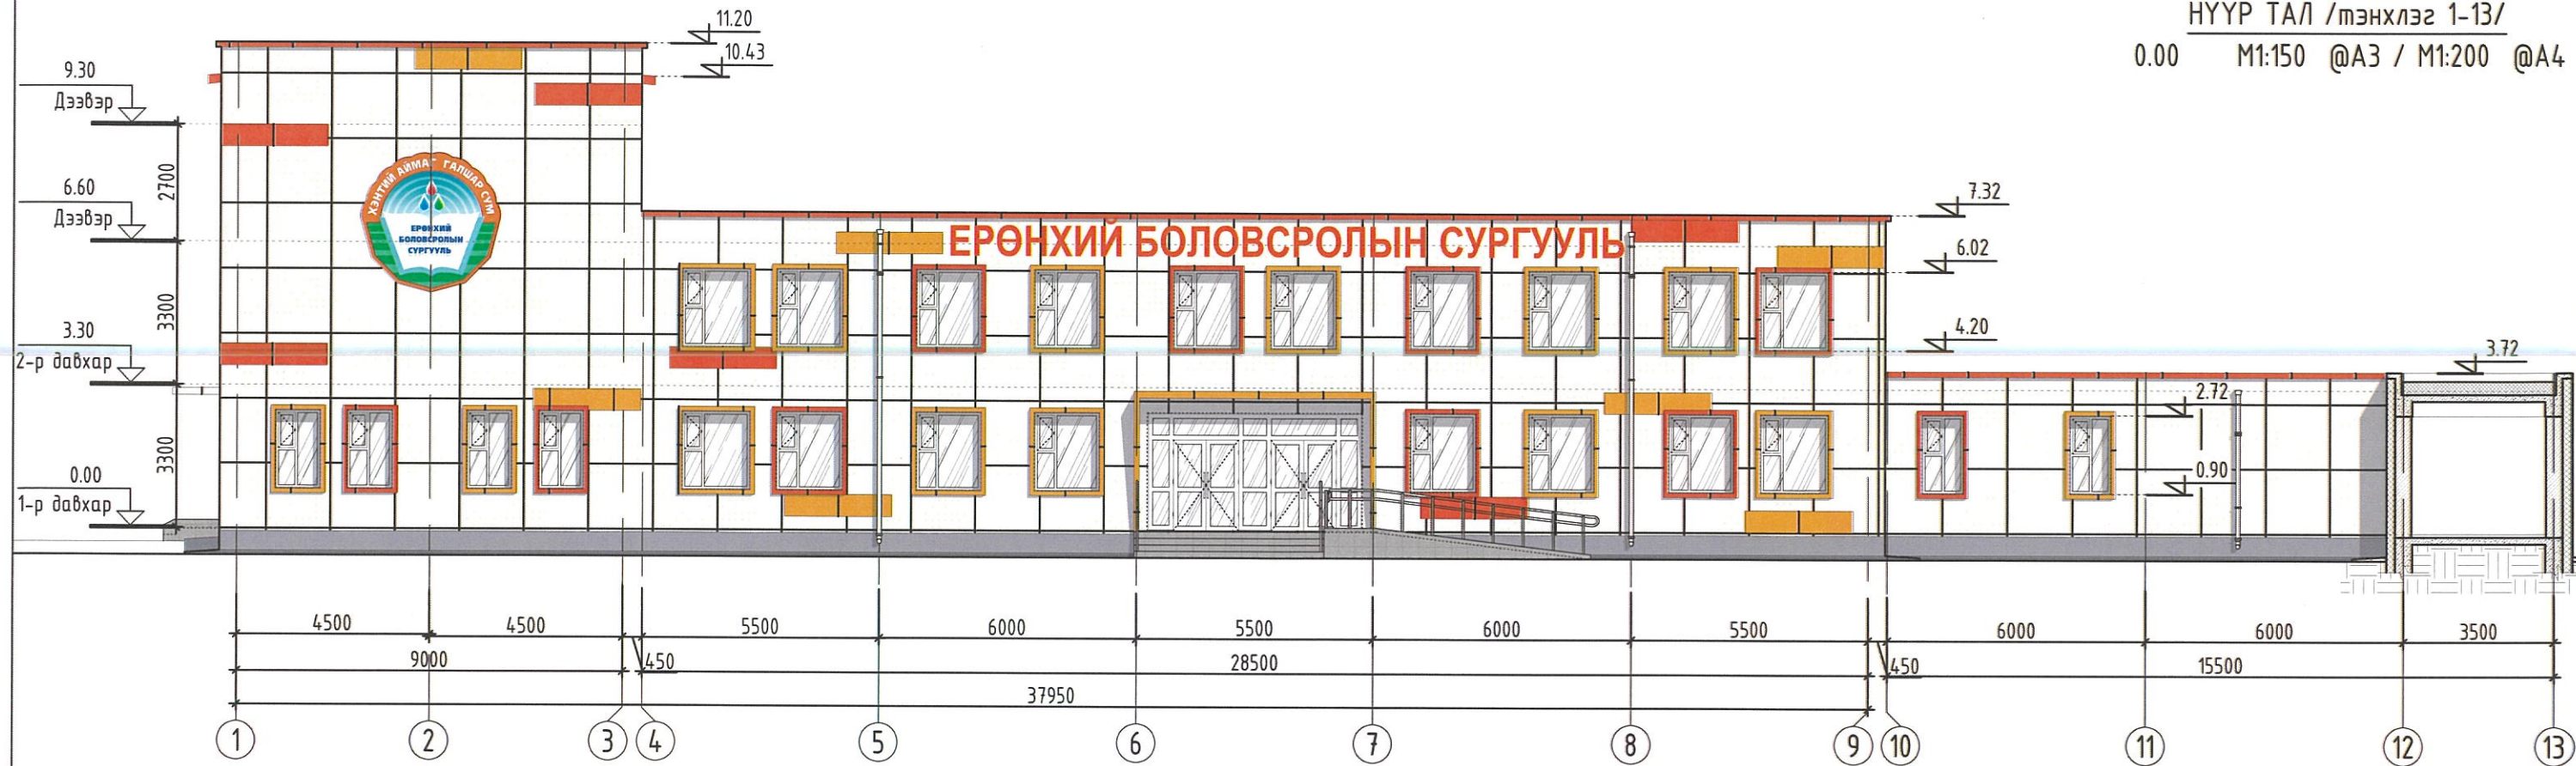 НҮҮР ТАЛ /тэнхлэг 1-13/
0.00 М1:150 @A3 / М1:200 @A4
11.20
10.43
9.30
Дээвэр
2700
6.60
Дээвэр
3300
3.30
2-р давхар
3300
0.00
1-р давхар
ХЭНТИЙ АЙМАГ ГАЛШАР СУМ
ЕРӨНХИЙ
БОЛОВСРОЛЫН
СУРГУУЛЬ
ЕРӨНХИЙ БОЛОВСРОЛЫН СУРГУУЛЬ
7.32
6.02
4.20
3.72
2.72
0.90
4500 4500 5500 6000 5500 6000 5500 6000 6000 3500
9000 450 28500 450 15500
37950
1 2 3 4 5 6 7 8 9 10 11 12 13